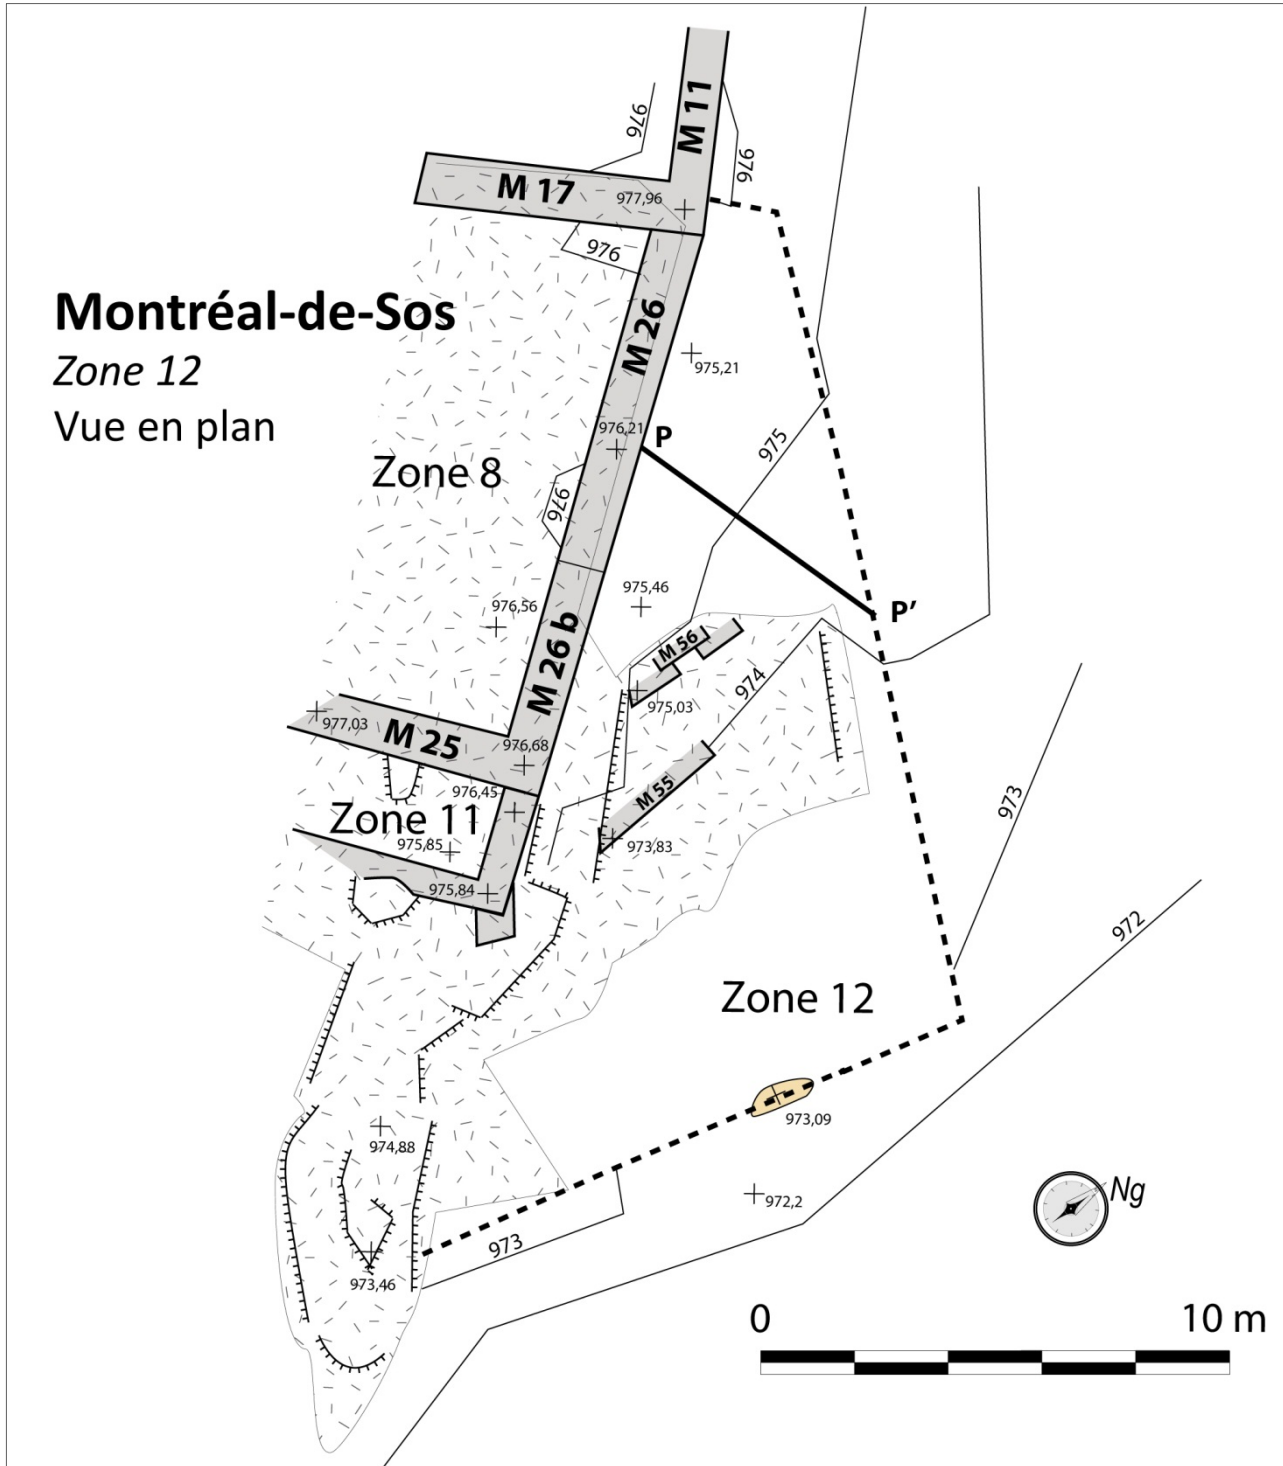 M 11
976
976
M 17
977,96
976
Montréal-de-Sos
Zone 12
Vue en plan
M 26
975,21
976,21
P
975
Zone 8
976
975,46
976,56
P'
M 26 b
M 56
974
975,03
977,03
M 25
976,68
976,45
M 55
973
Zone 11
973,83
975,85
975,84
972
Zone 12
973,09
974,88
972,2
Ng
973
973,46
0 10 m